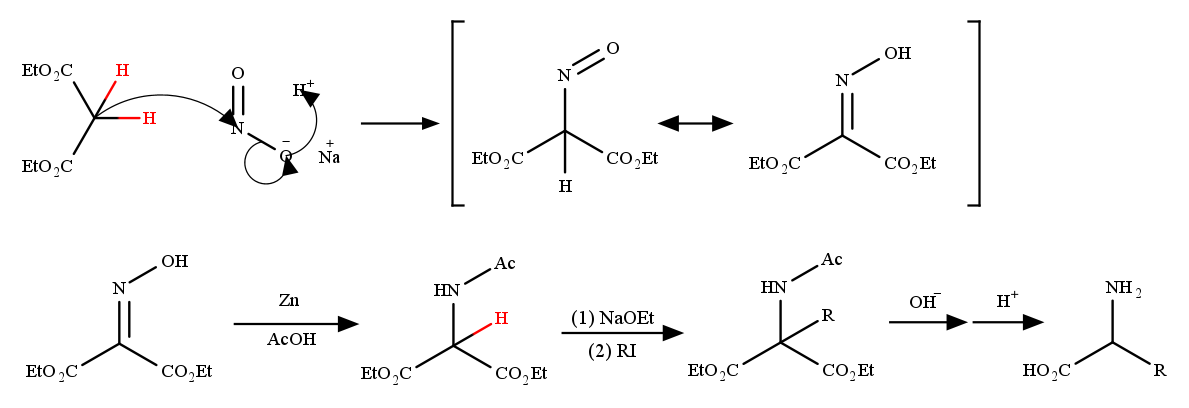 EtO₂C H H EtO₂C
O N O⁻ Na⁺ H⁺
O N EtO₂C CO₂Et H
OH N EtO₂C CO₂Et
OH N EtO₂C CO₂Et
Zn
AcOH
Ac HN H EtO₂C CO₂Et
(1) NaOEt
(2) RI
Ac HN R EtO₂C CO₂Et
OH⁻
H⁺
NH₂ HO₂C R